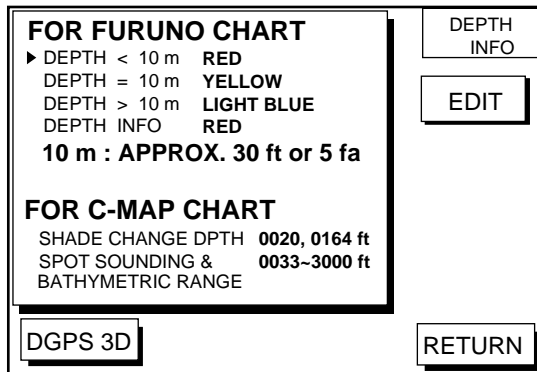 FOR FURUNO CHART
DEPTH < 10 m RED
DEPTH = 10 m YELLOW
DEPTH > 10 m LIGHT BLUE
DEPTH INFO RED
10 m : APPROX. 30 ft or 5 fa
FOR C-MAP CHART
SHADE CHANGE DPTH 0020, 0164 ft
SPOT SOUNDING & 0033~3000 ft
BATHYMETRIC RANGE
DEPTH
INFO
EDIT
DGPS 3D
RETURN